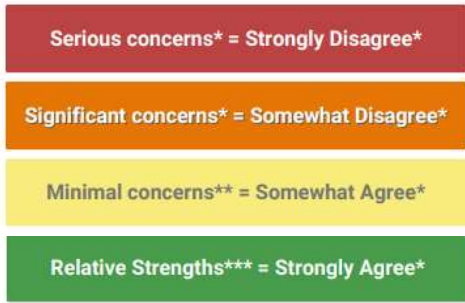 Serious concerns* = Strongly Disagree*
Significant concerns* = Somewhat Disagree*
Minimal concerns** = Somewhat Agree*
Relative Strengths*** = Strongly Agree*